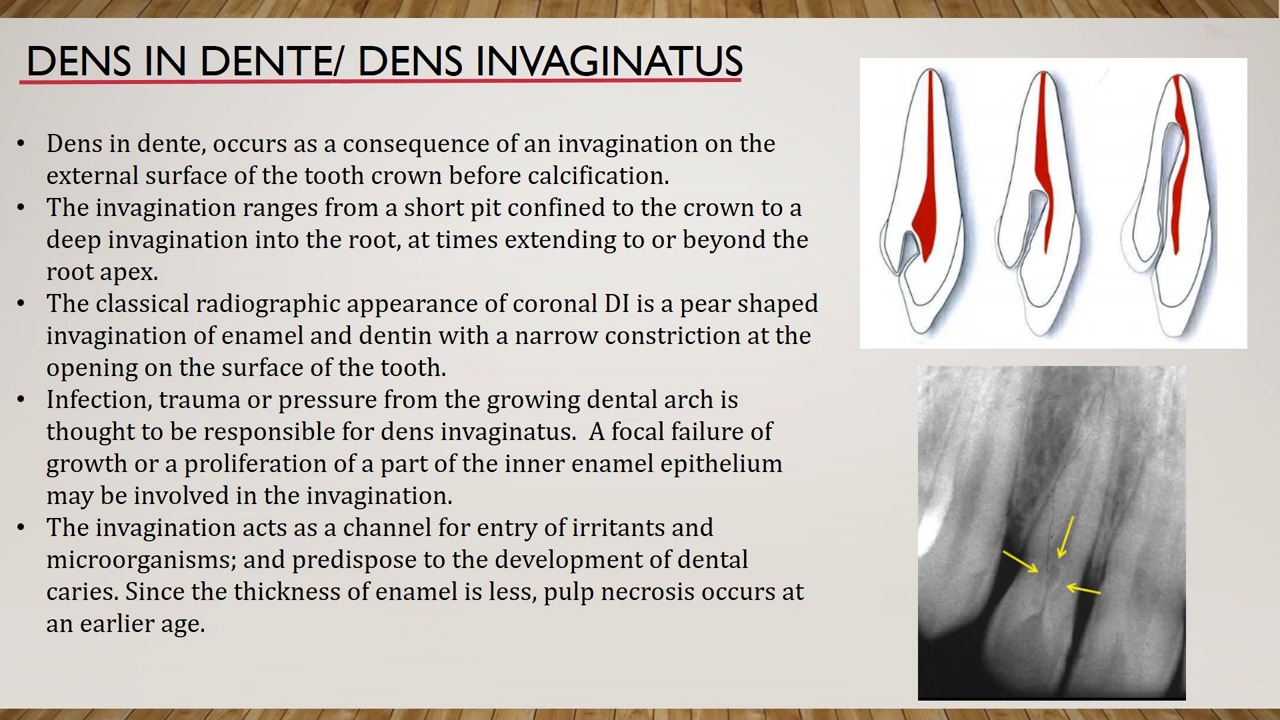 DENS IN DENTE/ DENS INVAGINATUS
• Dens in dente, occurs as a consequence of an invagination on the
external surface of the tooth crown before calcification.
• The invagination ranges from a short pit confined to the crown to a
deep invagination into the root, at times extending to or beyond the
root apex.
• The classical radiographic appearance of coronal DI is a pear shaped
invagination of enamel and dentin with a narrow constriction at the
opening on the surface of the tooth.
• Infection, trauma or pressure from the growing dental arch is
thought to be responsible for dens invaginatus. A focal failure of
growth or a proliferation of a part of the inner enamel epithelium
may be involved in the invagination.
• The invagination acts as a channel for entry of irritants and
microorganisms; and predispose to the development of dental
caries. Since the thickness of enamel is less, pulp necrosis occurs at
an earlier age.